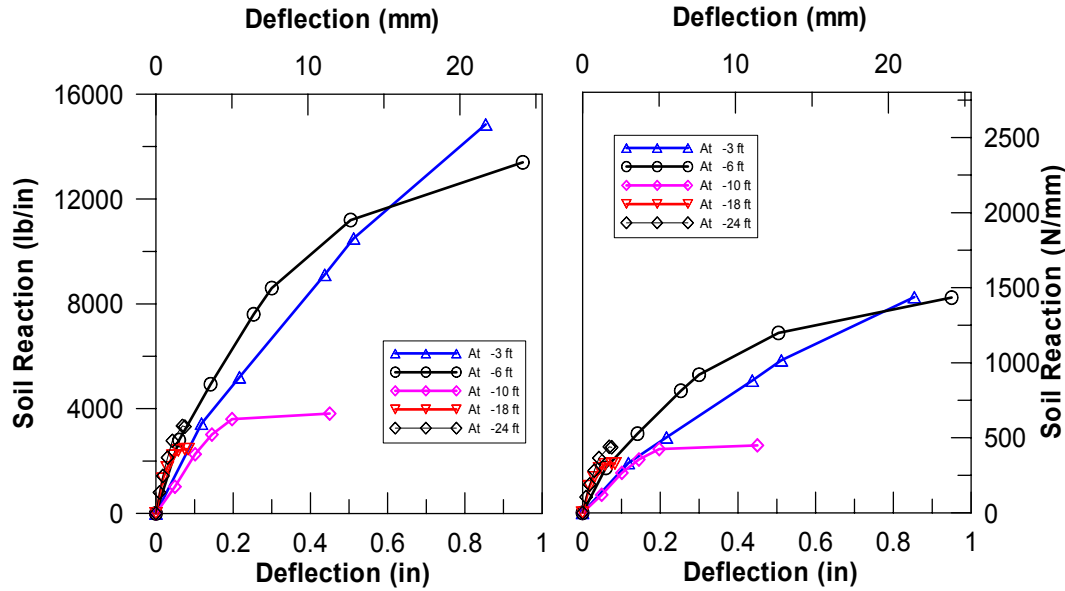 Deflection (mm)
0 10 20
16000
12000
8000
4000
0
Soil Reaction (lb/in)
At -3 ft
At -6 ft
At -10 ft
At -18 ft
At -24 ft
0 0.2 0.4 0.6 0.8 1
Deflection (in)
Deflection (mm)
0 10 20
At -3 ft
At -6 ft
At -10 ft
At -18 ft
At -24 ft
2500
2000
1500
1000
500
0
Soil Reaction (N/mm)
0 0.2 0.4 0.6 0.8 1
Deflection (in)